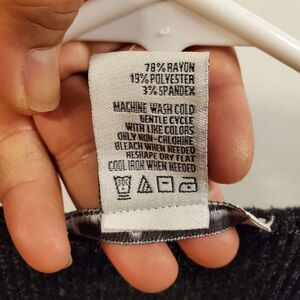 78% RAYON
19% POLYESTER
3% SPANDEX
MACHINE WASH COLD
GENTLE CYCLE
WITH LIKE COLORS
ONLY NON-CHLORINE
BLEACH WHEN NEEDED
RESHAPE DRY FLAT
COOL IRON WHEN NEEDED